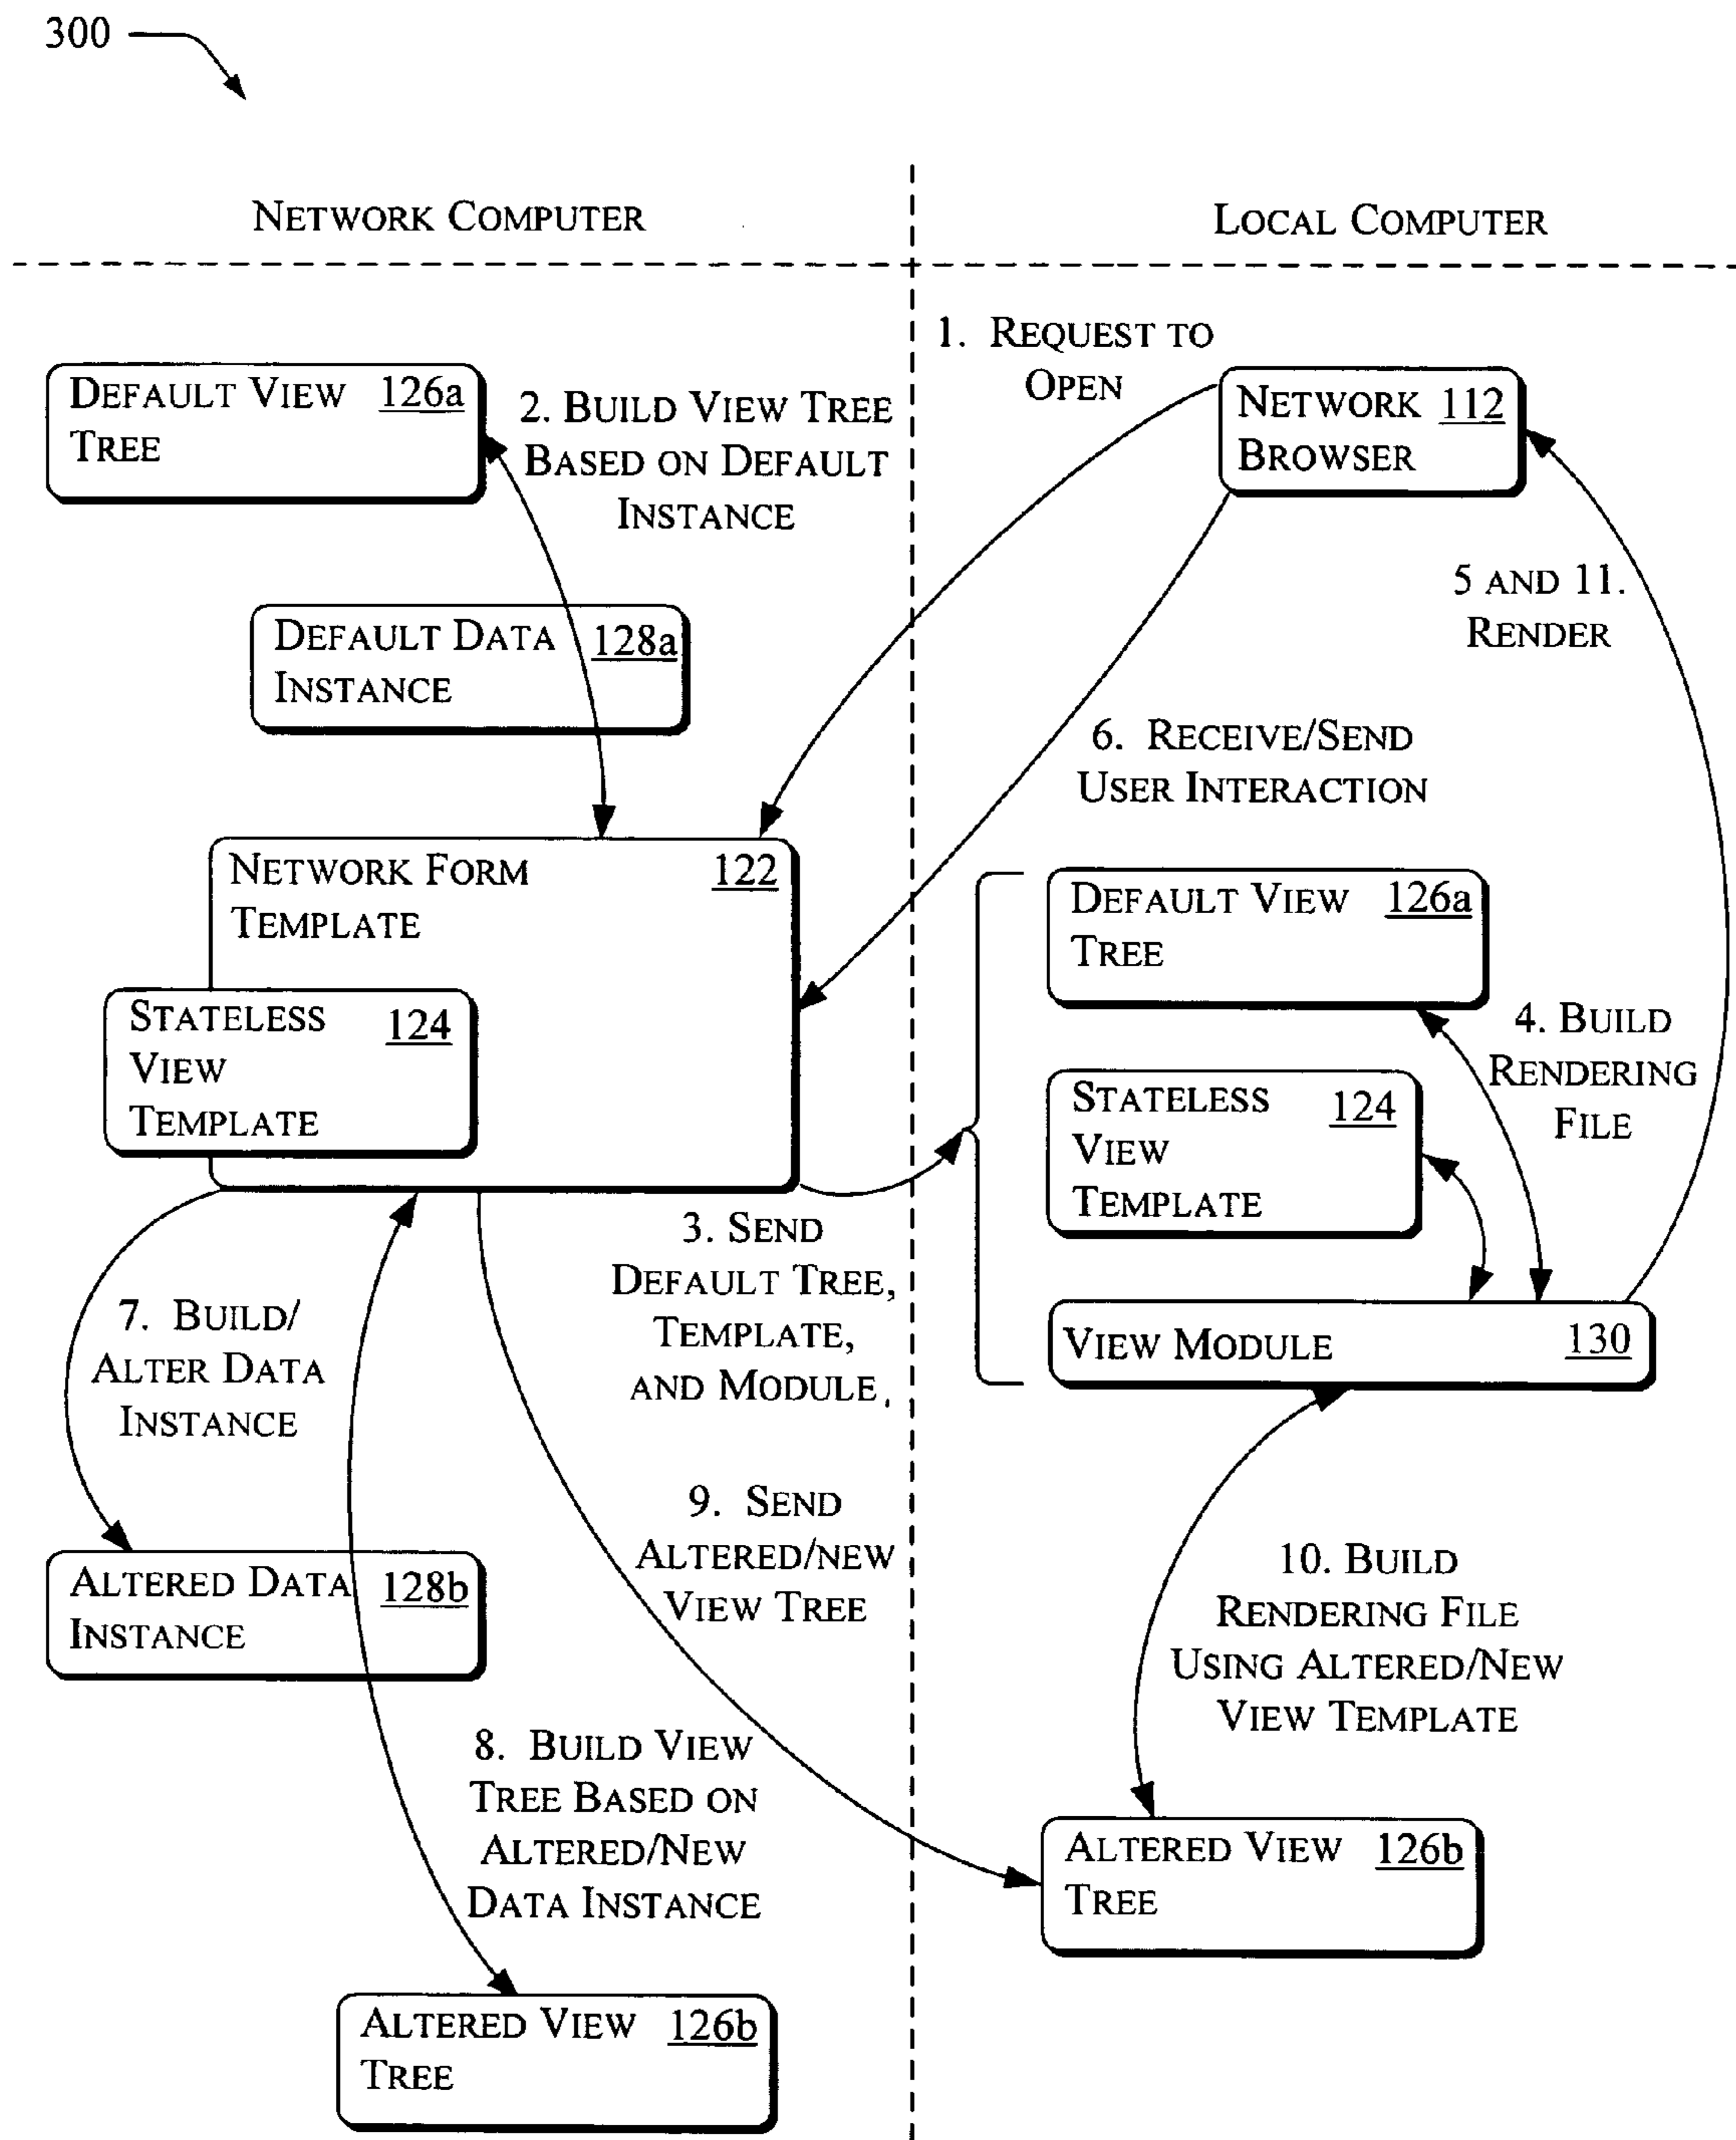 300
NETWORK COMPUTER
LOCAL COMPUTER
1. REQUEST TO
OPEN
DEFAULT VIEW 126a
TREE
2. BUILD VIEW TREE
BASED ON DEFAULT
INSTANCE
NETWORK 112
BROWSER
5 AND 11.
RENDER
DEFAULT DATA 128a
INSTANCE
6. RECEIVE/SEND
USER INTERACTION
NETWORK FORM 122
TEMPLATE
STATELESS 124
VIEW
TEMPLATE
DEFAULT VIEW 126a
TREE
4. BUILD
RENDERING
FILE
STATELESS 124
VIEW
TEMPLATE
VIEW MODULE 130
3. SEND
DEFAULT TREE,
TEMPLATE,
AND MODULE,
7. BUILD/
ALTER DATA
INSTANCE
9. SEND
ALTERED/NEW
VIEW TREE
10. BUILD
RENDERING FILE
USING ALTERED/NEW
VIEW TEMPLATE
ALTERED DATA 128b
INSTANCE
8. BUILD VIEW
TREE BASED ON
ALTERED/NEW
DATA INSTANCE
ALTERED VIEW 126b
TREE
ALTERED VIEW 126b
TREE